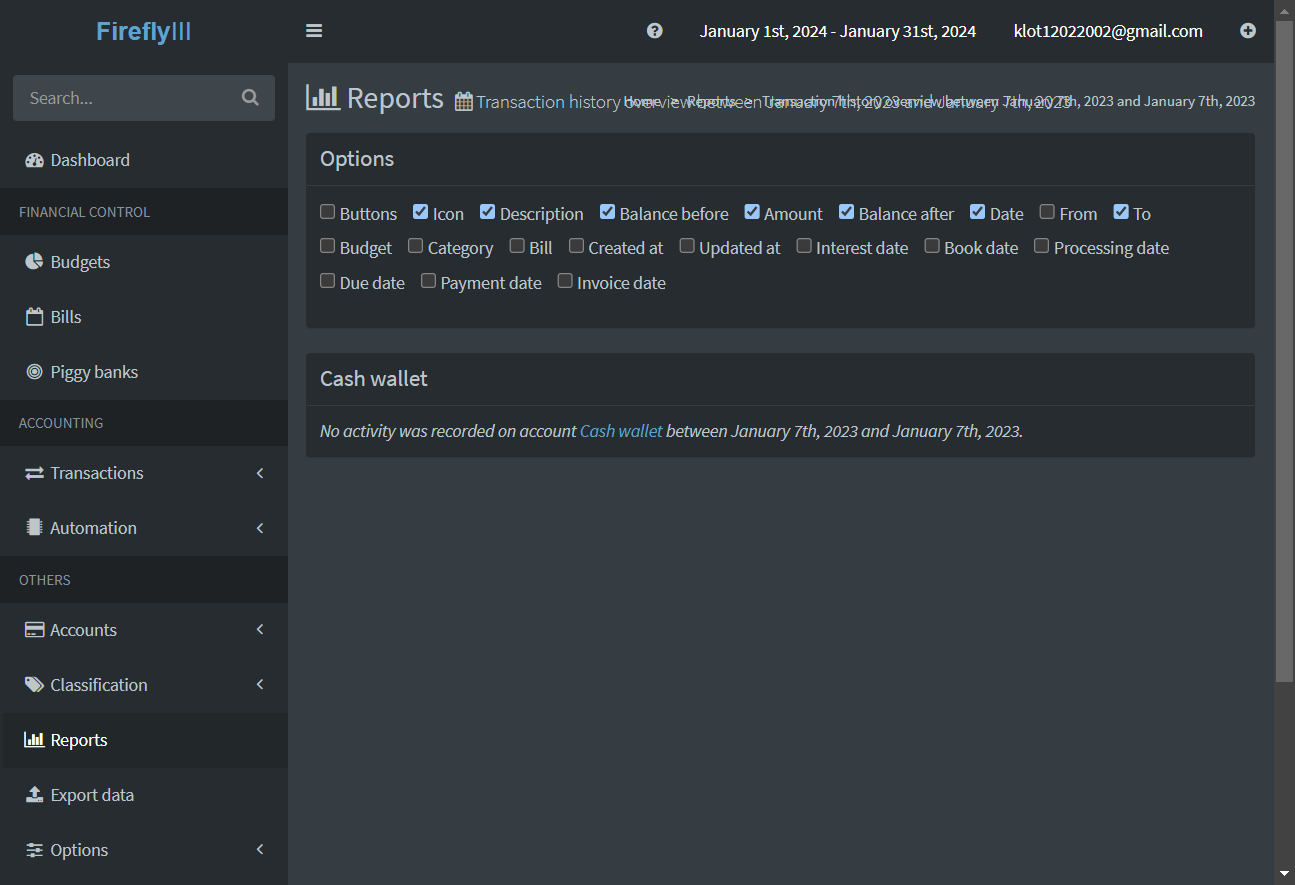 FireflyIII
January 1st, 2024 - January 31st, 2024
klot12022002@gmail.com
Search...
Dashboard
FINANCIAL CONTROL
Budgets
Bills
Piggy banks
ACCOUNTING
Transactions
Automation
OTHERS
Accounts
Classification
Reports
Export data
Options
Reports Transaction history overview between January 7th, 2023 and January 7th, 2023
Home > Reports > Transaction history overview between January 7th, 2023 and January 7th, 2023
Options
Buttons Icon Description Balance before Amount Balance after Date From To
Budget Category Bill Created at Updated at Interest date Book date Processing date
Due date Payment date Invoice date
Cash wallet
No activity was recorded on account Cash wallet between January 7th, 2023 and January 7th, 2023.